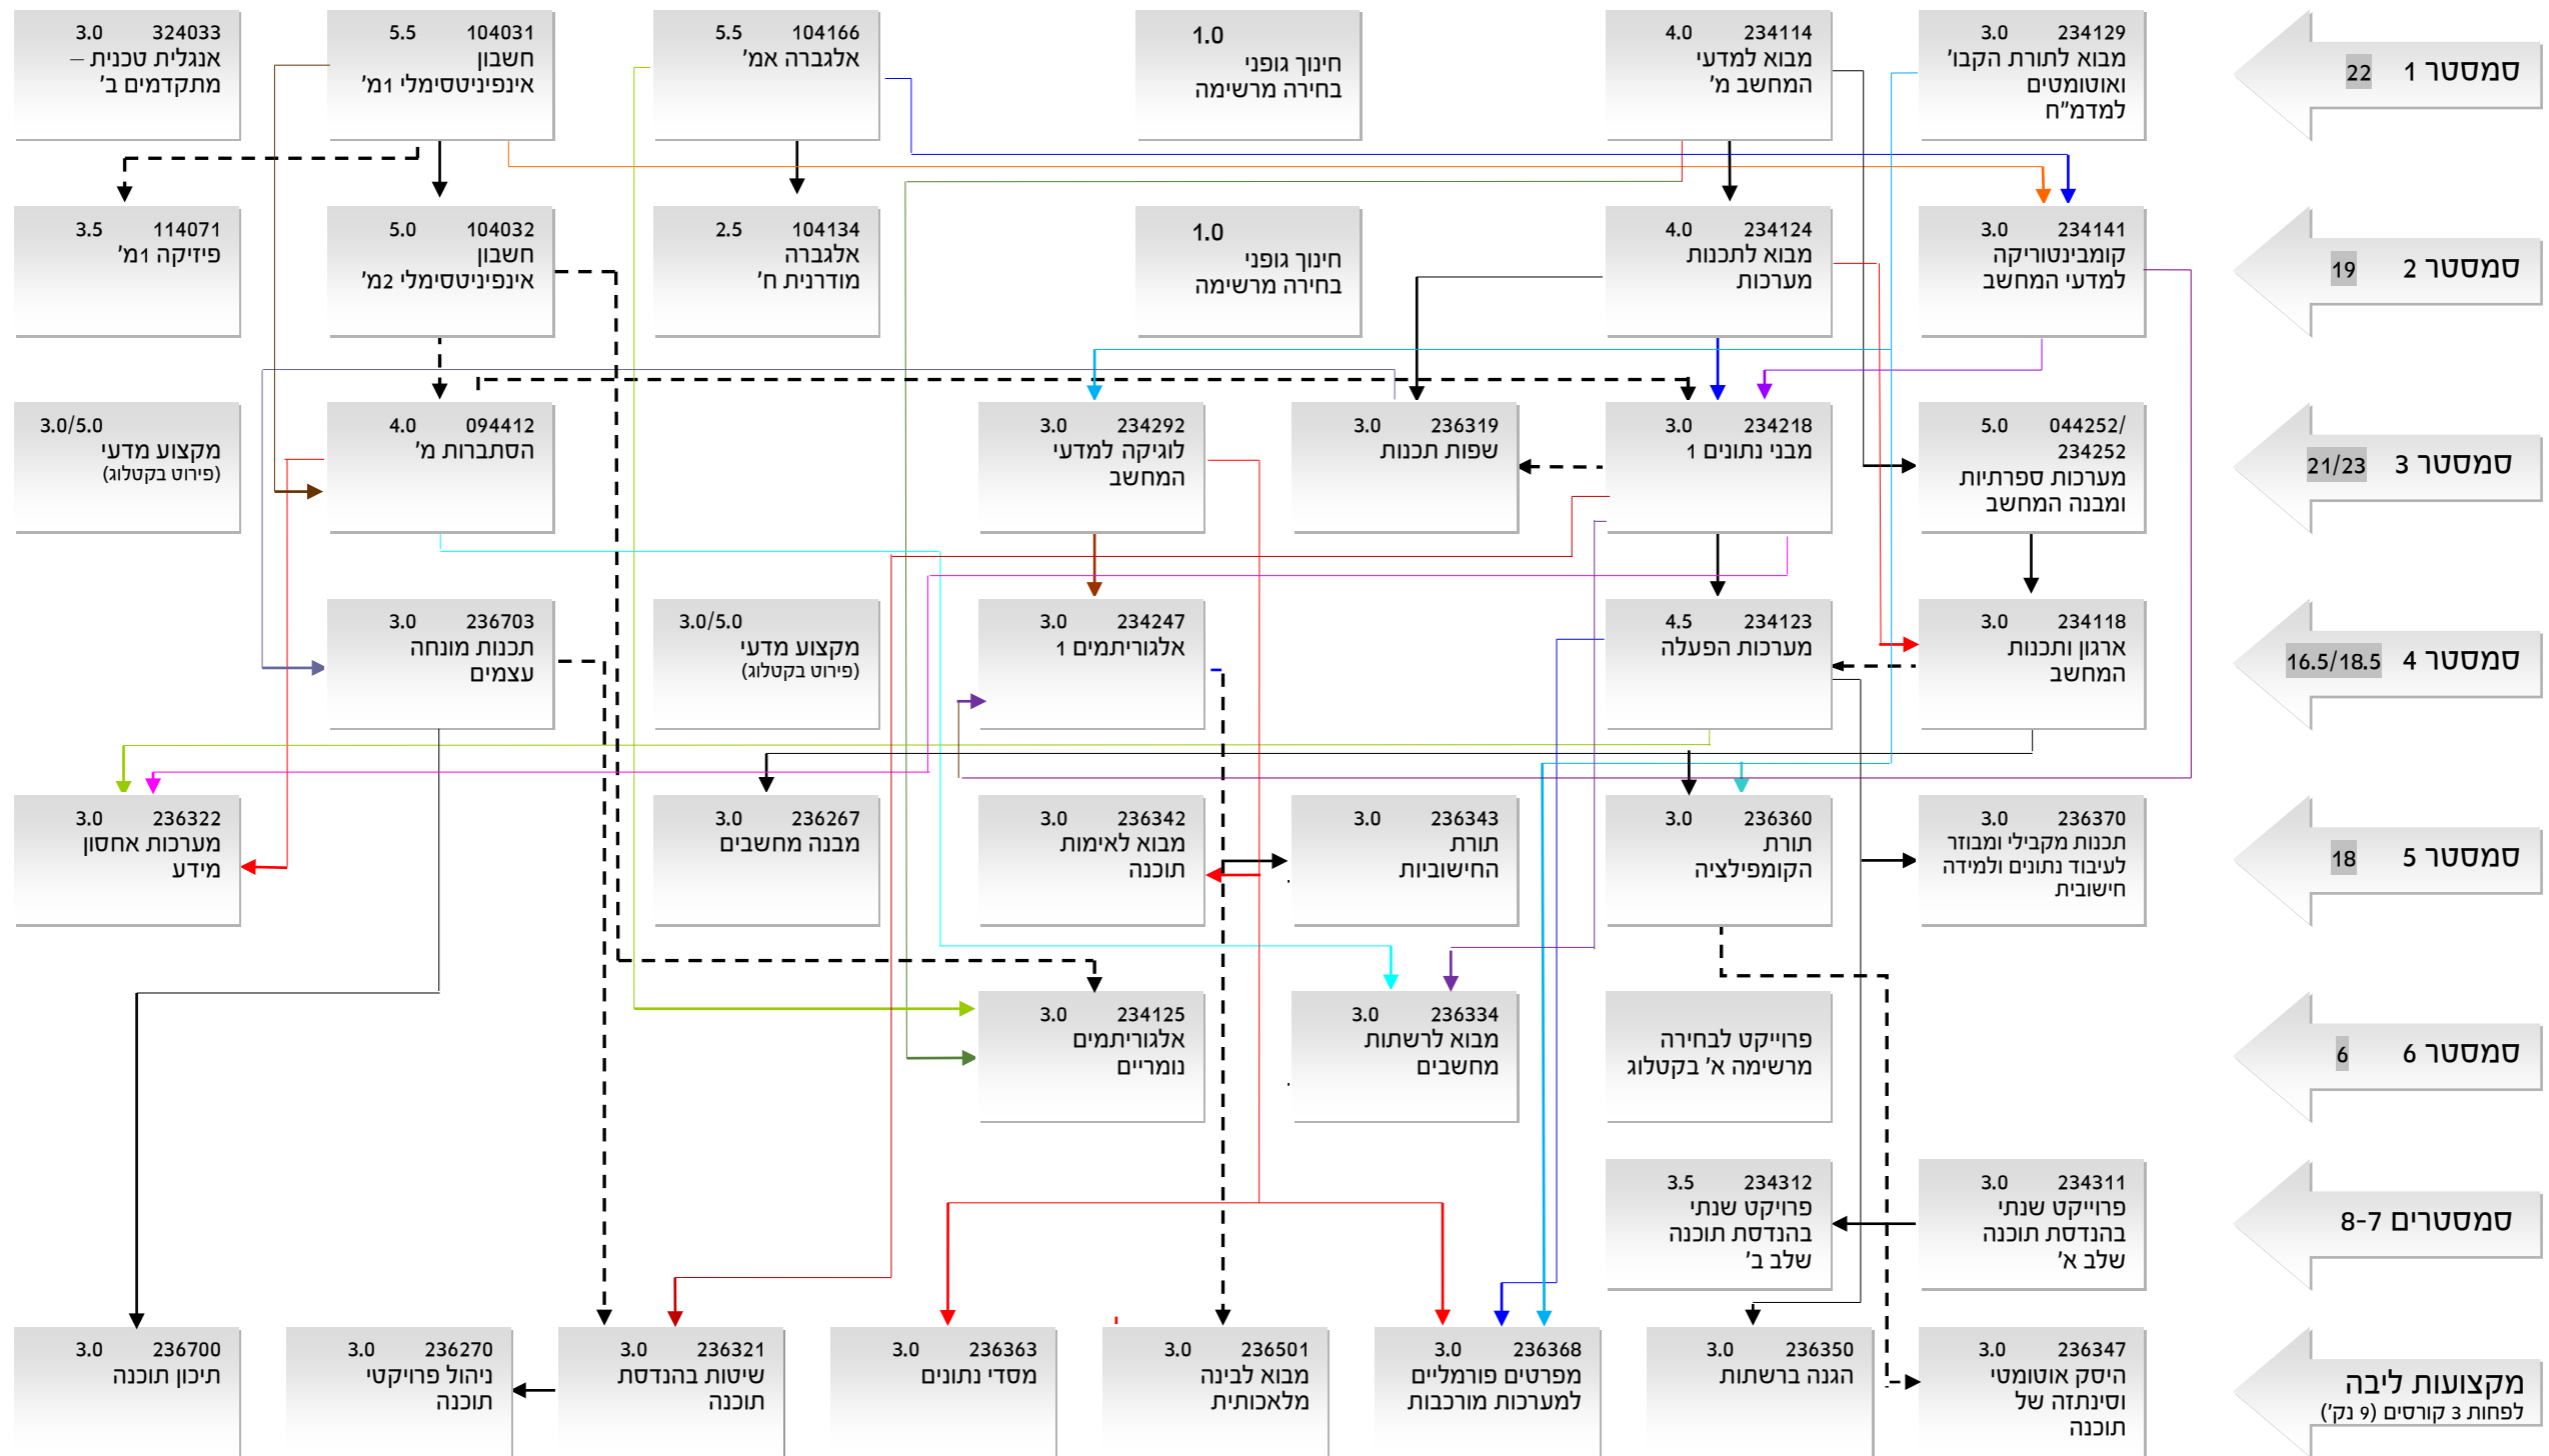 סמסטר 1 22
234129 3.0
מבוא לתורת הקבו'
ואוטומטים
למדמ"ח
234114 4.0
מבוא למדעי
המחשב מ'
1.0
חינוך גופני
בחירה מרשימה
104166 5.5
אלגברה אמ'
104031 5.5
חשבון
אינפיניטסימלי 1מ'
324033 3.0
אנגלית טכנית –
מתקדמים ב'
סמסטר 2 19
234141 3.0
קומבינטוריקה
למדעי המחשב
234124 4.0
מבוא לתכנות
מערכות
1.0
חינוך גופני
בחירה מרשימה
104134 2.5
אלגברה
מודרנית ח'
104032 5.0
חשבון
אינפיניטסימלי 2מ'
114071 3.5
פיזיקה 1מ'
סמסטר 3 21/23
044252/ 5.0
234252
מערכות ספרתיות
ומבנה המחשב
234218 3.0
מבני נתונים 1
236319 3.0
שפות תכנות
234292 3.0
לוגיקה למדעי
המחשב
094412 4.0
הסתברות מ'
3.0/5.0
מקצוע מדעי
(פירוט בקטלוג)
סמסטר 4 16.5/18.5
234118 3.0
ארגון ותכנות
המחשב
234123 4.5
מערכות הפעלה
234247 3.0
אלגוריתמים 1
3.0/5.0
מקצוע מדעי
(פירוט בקטלוג)
236703 3.0
תכנות מונחה
עצמים
סמסטר 5 18
236370 3.0
תכנות מקבילי ומבוזר
לעיבוד נתונים ולמידה
חישובית
236360 3.0
תורת
הקומפילציה
236343 3.0
תורת
החישוביות
236342 3.0
מבוא לאימות
תוכנה
236267 3.0
מבנה מחשבים
236322 3.0
מערכות אחסון
מידע
סמסטר 6 6
פרוייקט לבחירה
מרשימה א' בקטלוג
236334 3.0
מבוא לרשתות
מחשבים
234125 3.0
אלגוריתמים
נומריים
סמסטרים 8-7
234311 3.0
פרוייקט שנתי
בהנדסת תוכנה
שלב א'
234312 3.5
פרויקט שנתי
בהנדסת תוכנה
שלב ב'
מקצועות ליבה
לפחות 3 קורסים (9 נק')
236347 3.0
היסק אוטומטי
וסינתזה של
תוכנה
236350 3.0
הגנה ברשתות
236368 3.0
מפרטים פורמליים
למערכות מורכבות
236501 3.0
מבוא לבינה
מלאכותית
236363 3.0
מסדי נתונים
236321 3.0
שיטות בהנדסת
תוכנה
236270 3.0
ניהול פרויקטי
תוכנה
236700 3.0
תיכון תוכנה